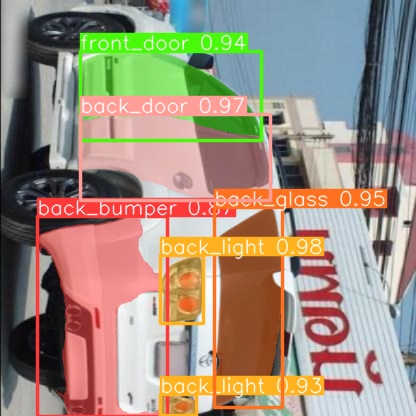 front_door 0.94
back_door 0.97
back_glass 0.95
back_bumper 0.87
back_light 0.98
back_light 0.93